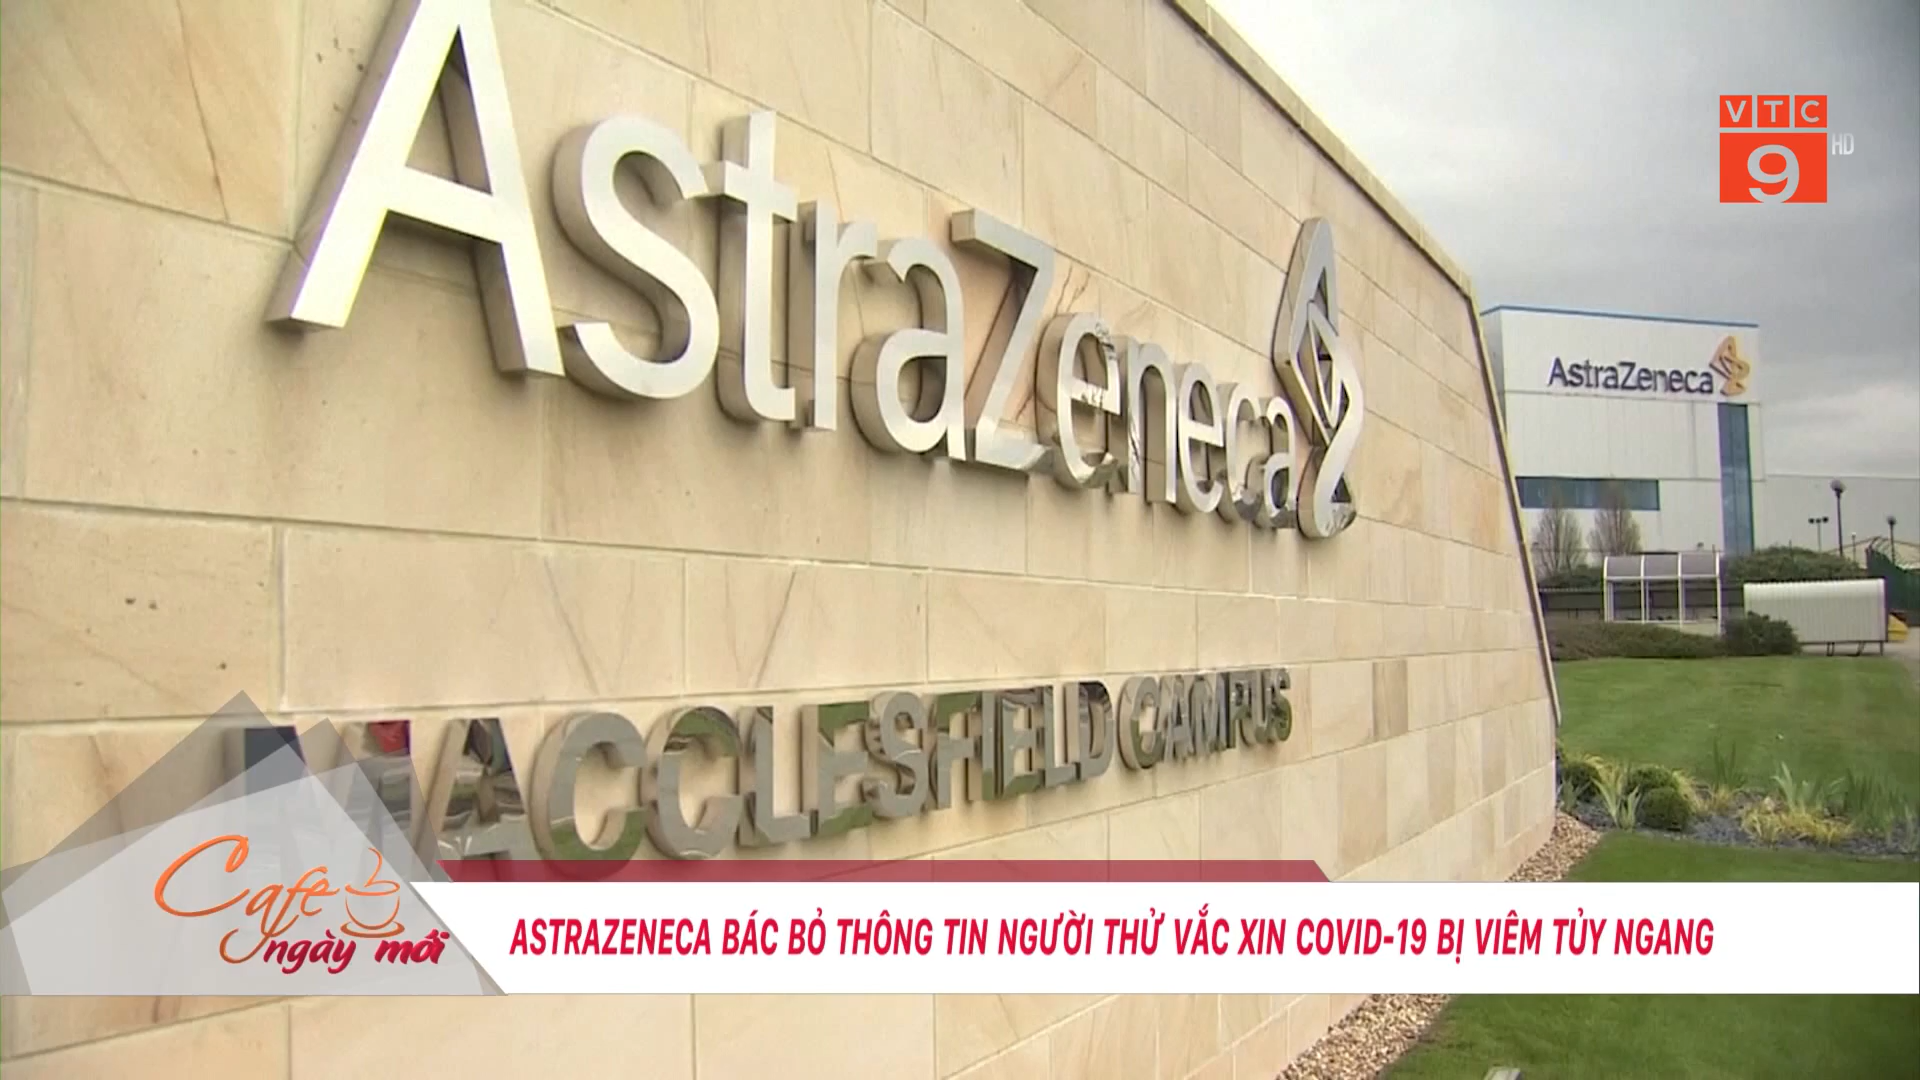 AstraZeneca
VTC
9
HD
AstraZeneca
MACCLESFIELD CAMPUS
Cafe
ngày mới
ASTRAZENECA BÁC BỎ THÔNG TIN NGƯỜI THỬ VẮC XIN COVID-19 BỊ VIÊM TỦY NGANG